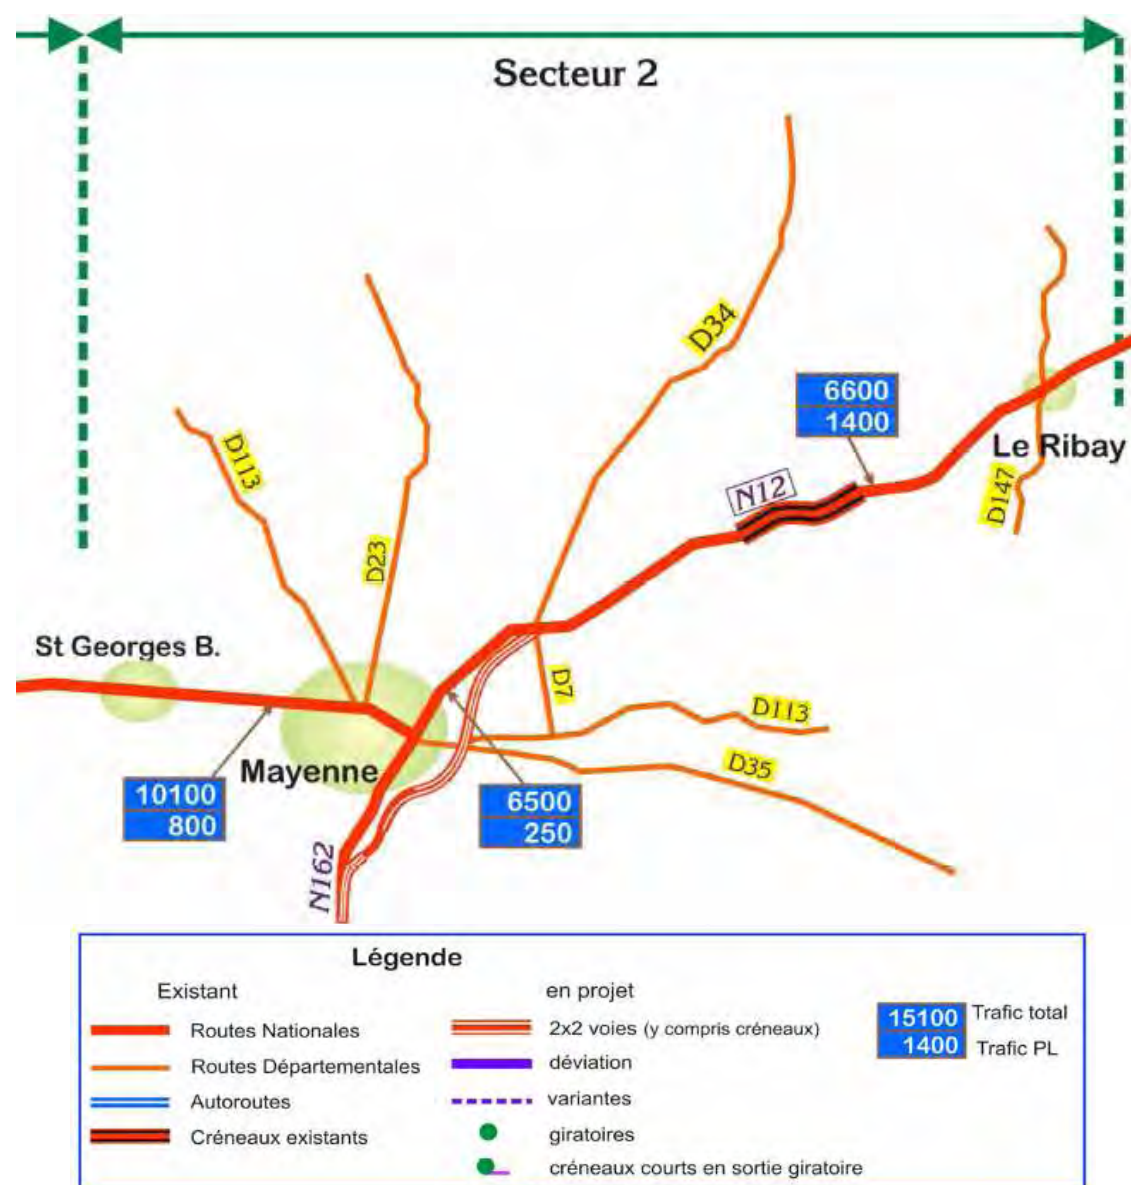 Secteur 2
D34
6600
1400
Le Ribay
D113
N12
D147
D23
St Georges B.
D7
D113
D35
Mayenne
10100
800
6500
250
N162
Légende
Existant
en projet
Routes Nationales
2x2 voies (y compris créneaux)
15100
Trafic total
1400
Trafic PL
Routes Départementales
déviation
Autoroutes
variantes
Créneaux existants
giratoires
créneaux courts en sortie giratoire